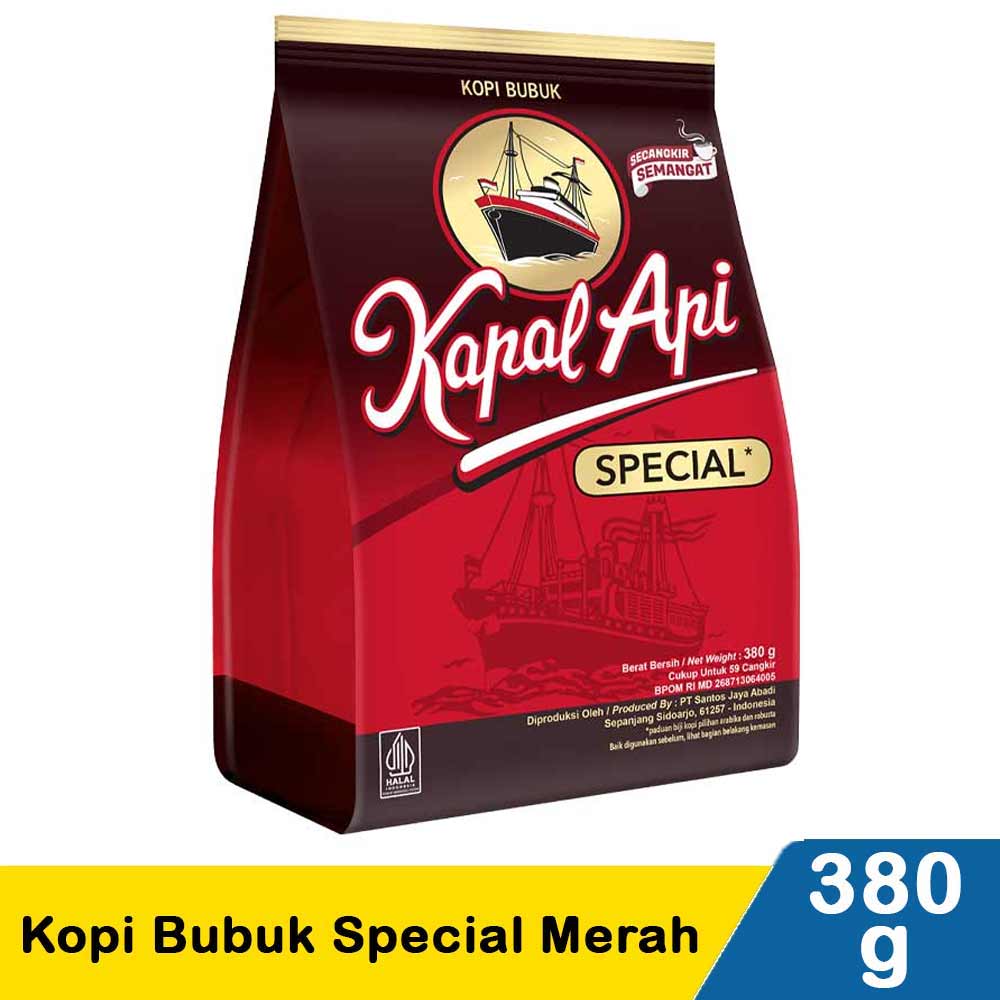 KOPI BUBUK
SECANGKIR
SEMANGAT
Kapal Api
SPECIAL*
Berat Bersih / Net Weight : 380 g
Cukup Untuk 59 Cangkir
BPOM RI MD 268713064005
Diproduksi Oleh / Produced By : PT Santos Jaya Abadi
Sepanjang Sidoarjo, 61257 - Indonesia
*paduan biji kopi pilihan arabika dan robusta
Baik digunakan sebelum, lihat bagian belakang kemasan
HALAL
INDONESIA
Kopi Bubuk Special Merah
380
g